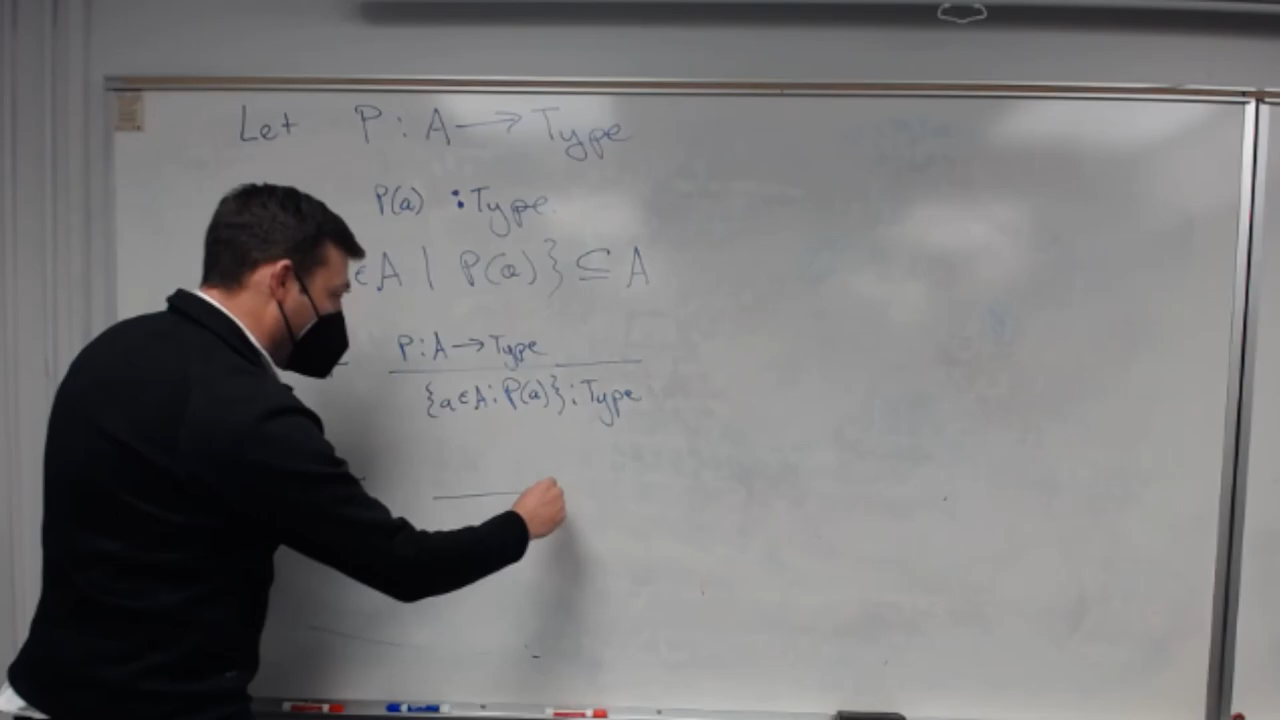 Let P : A → Type
P(a) : Type
∈ A | P(a) } ⊆ A
P : A → Type
{a ∈ A : P(a)} : Type